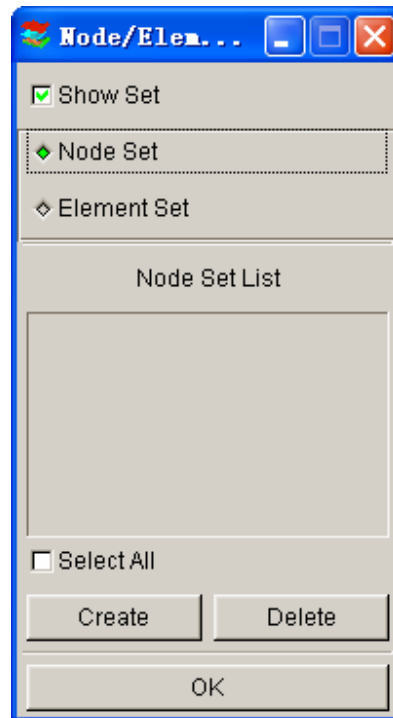 Node/Elem...
Show Set
Node Set
Element Set
Node Set List
Select All
Create Delete
OK